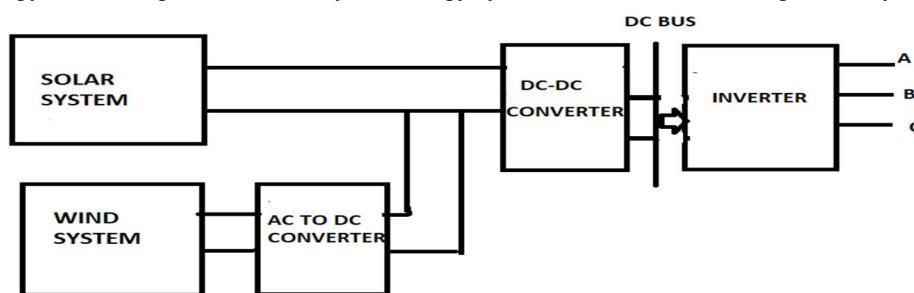 DC BUS
SOLAR
SYSTEM
DC-DC
CONVERTER
INVERTER
A
B
WIND
SYSTEM
AC TO DC
CONVERTER